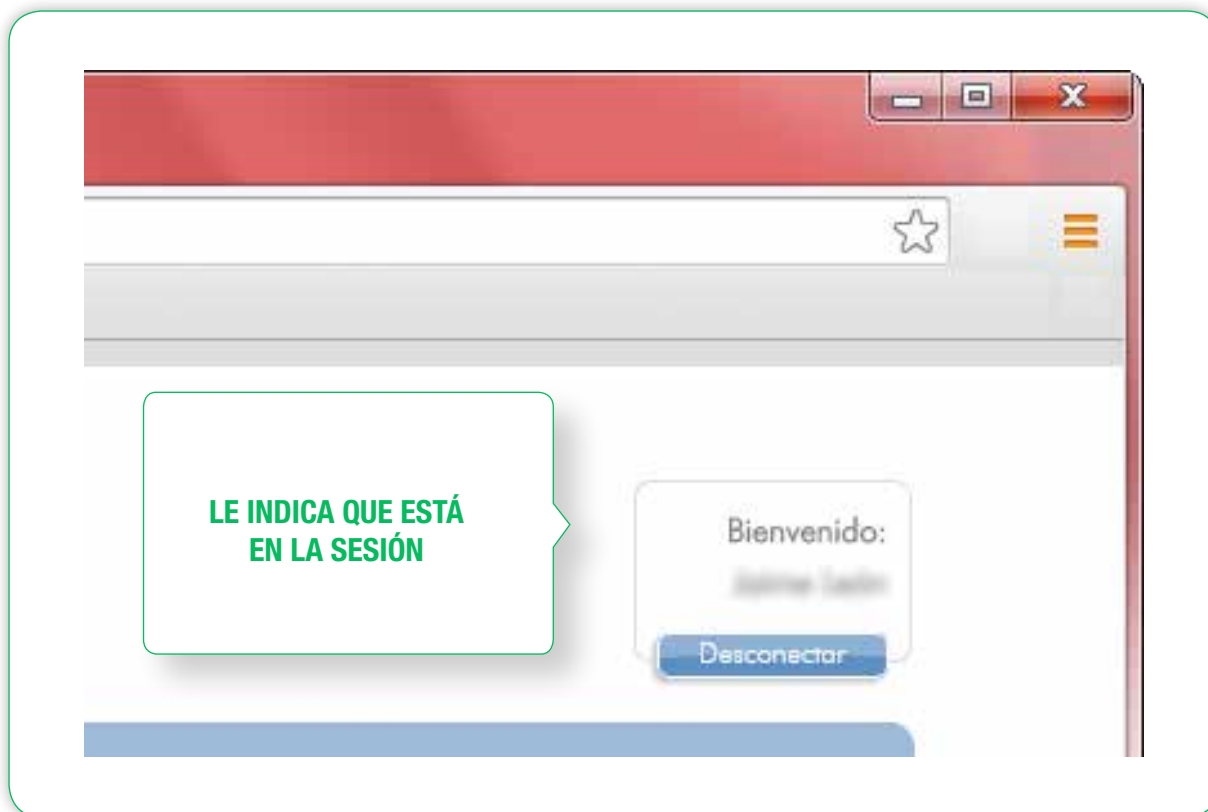 LE INDICA QUE ESTÁ
EN LA SESIÓN
Bienvenido:
Desconectar